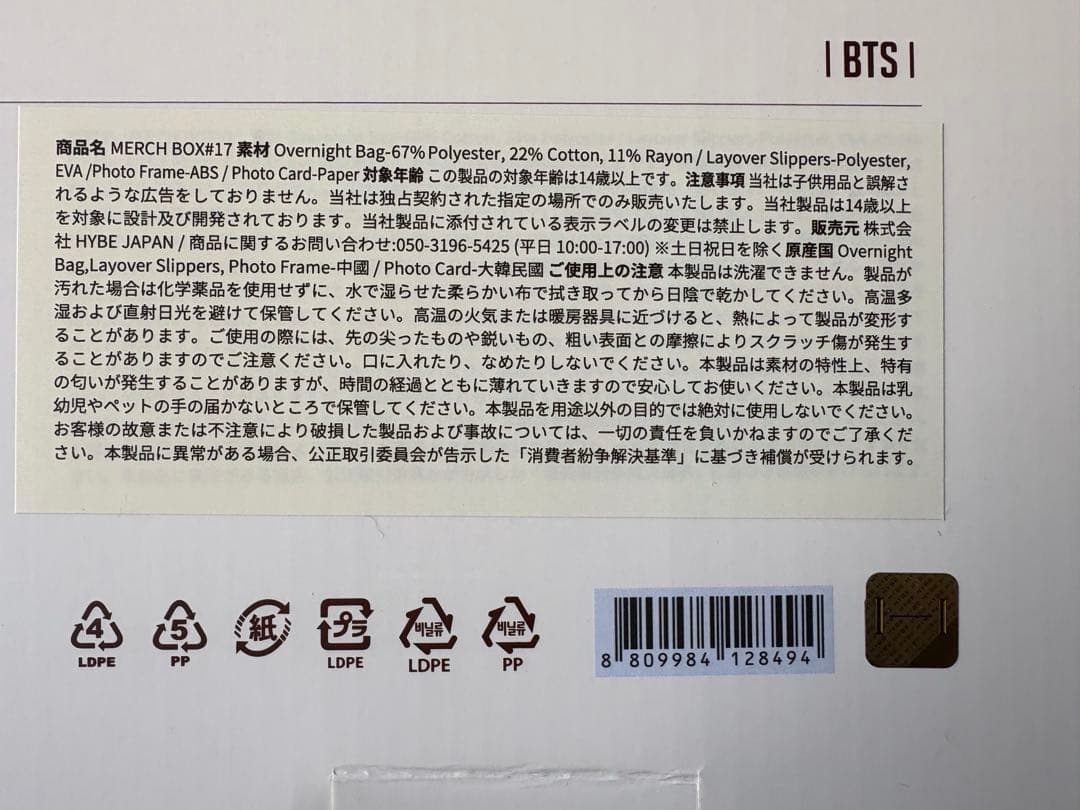 | BTS |
商品名 MERCH BOX#17 素材 Overnight Bag-67% Polyester, 22% Cotton, 11% Rayon / Layover Slippers-Polyester,
EVA /Photo Frame-ABS / Photo Card-Paper 対象年齢 この製品の対象年齢は14歳以上です。注意事項 当社は子供用品と誤解さ
れるような広告をしておりません。当社は独占契約された指定の場所でのみ販売いたします。当社製品は14歳以上
を対象に設計及び開発されております。当社製品に添付されている表示ラベルの変更は禁止します。販売元 株式会
社 HYBE JAPAN / 商品に関するお問い合わせ:050-3196-5425 (平日 10:00-17:00) ※土日祝日を除く 原産国 Overnight
Bag,Layover Slippers, Photo Frame-中國 / Photo Card-大韓民國 ご使用上の注意 本製品は洗濯できません。製品が
汚れた場合は化学薬品を使用せずに、水で湿らせた柔らかい布で拭き取ってから日陰で乾かしてください。高温多
湿および直射日光を避けて保管してください。高温の火気または暖房器具に近づけると、熱によって製品が変形す
ることがあります。ご使用の際には、先の尖ったものや鋭いもの、粗い表面との摩擦によりスクラッチ傷が発生す
ることがありますのでご注意ください。口に入れたり、なめたりしないでください。本製品は素材の特性上、特有
の匂いが発生することがありますが、時間の経過とともに薄れていきますので安心してお使いください。本製品は乳
幼児やペットの手の届かないところで保管してください。本製品を用途以外の目的では絶対に使用しないでください。
お客様の故意または不注意により破損した製品および事故については、一切の責任を負いかねますのでご了承くだ
さい。本製品に異常がある場合、公正取引委員会が告示した「消費者紛争解決基準」に基づき補償が受けられます。
4 5 紙 プラ 비닐류 비닐류
LDPE PP LDPE LDPE PP
8 809984 128494